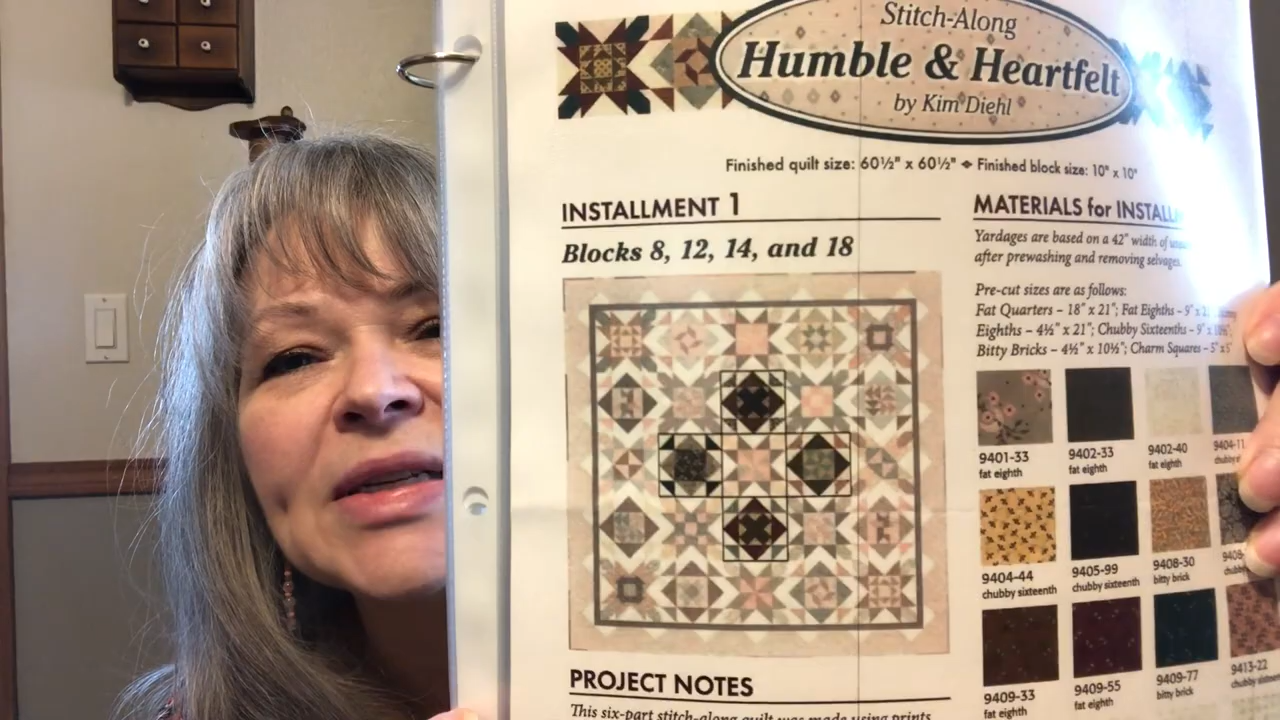 Stitch-Along
Humble & Heartfelt
by Kim Diehl
Finished quilt size: 60½" x 60½" ❖ Finished block size: 10" x 10"
INSTALLMENT 1
Blocks 8, 12, 14, and 18
MATERIALS for
Yardages are based on a 42" width of
after prewashing and removing selvages.
Pre-cut sizes are as follows:
Fat Quarters – 18" x 21"; Fat Eighths – 9" x
Eighths – 4½" x 21"; Chubby Sixteenths – 9" x
Bitty Bricks – 4½" x 10½"; Charm Squares – 5" x 5"
9401-33
fat eighth
9402-33
fat eighth
9402-40
fat eighth
9404-11
9404-44
chubby sixteenth
9405-99
chubby sixteenth
9408-30
bitty brick
9409-33
fat eighth
9409-55
fat eighth
9409-77
bitty brick
9413-22
chubby
PROJECT NOTES
This six-part stitch-along quilt was made using prints